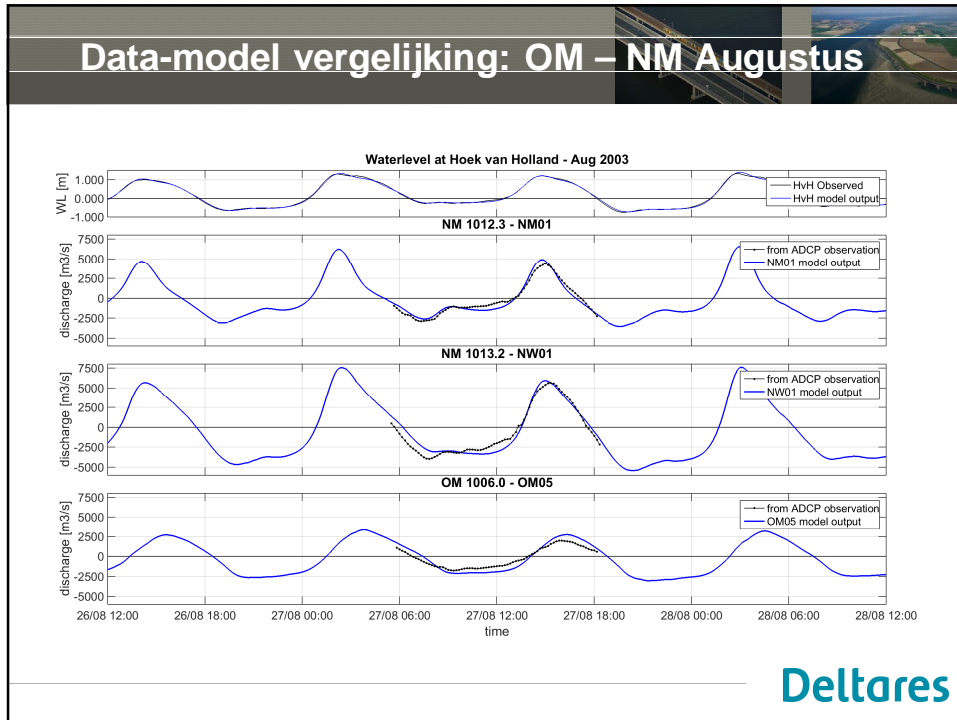 Data-model vergelijking: OM – NM Augustus
Waterlevel at Hoek van Holland - Aug 2003
WL [m]
1.000
0.000
-1.000
HvH Observed
HvH model output
NM 1012.3 - NM01
discharge [m3/s]
7500
5000
2500
0
-2500
-5000
from ADCP observation
NM01 model output
NM 1013.2 - NW01
discharge [m3/s]
7500
5000
2500
0
-2500
-5000
from ADCP observation
NW01 model output
OM 1006.0 - OM05
discharge [m3/s]
7500
5000
2500
0
-2500
-5000
from ADCP observation
OM05 model output
26/08 12:00 26/08 18:00 27/08 00:00 27/08 06:00 27/08 12:00 27/08 18:00 28/08 00:00 28/08 06:00 28/08 12:00
time
Deltares